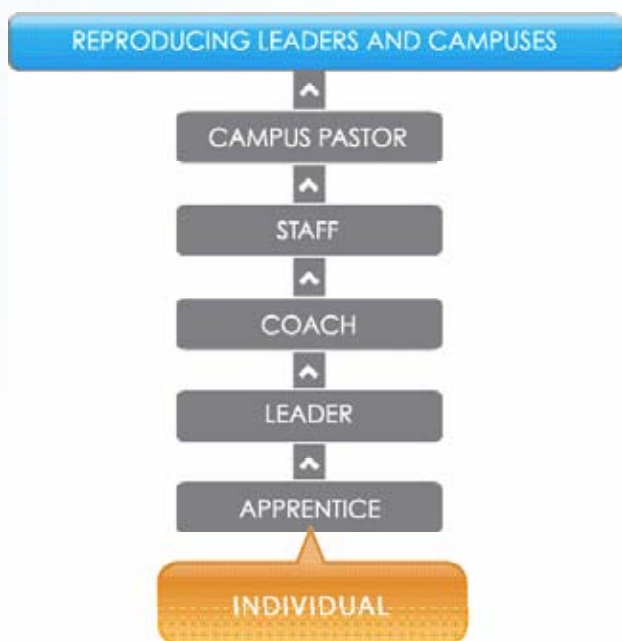 REPRODUCING LEADERS AND CAMPUSES
CAMPUS PASTOR
STAFF
COACH
LEADER
APPRENTICE
INDIVIDUAL